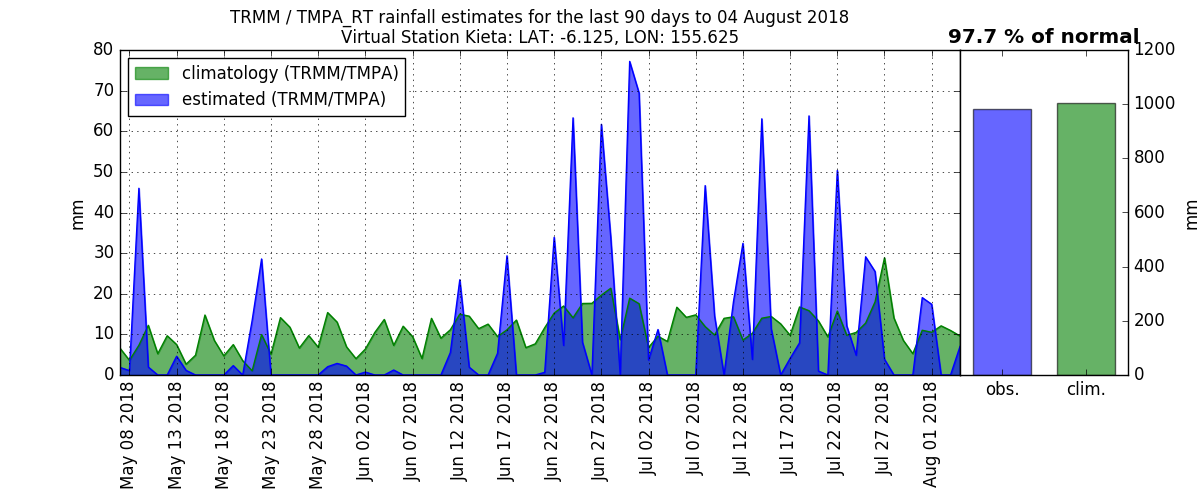 TRMM / TMPA_RT rainfall estimates for the last 90 days to 04 August 2018
Virtual Station Kieta: LAT: -6.125, LON: 155.625
97.7 % of normal
climatology (TRMM/TMPA)
estimated (TRMM/TMPA)
mm
80
70
60
50
40
30
20
10
0
May 08 2018
May 13 2018
May 18 2018
May 23 2018
May 28 2018
Jun 02 2018
Jun 07 2018
Jun 12 2018
Jun 17 2018
Jun 22 2018
Jun 27 2018
Jul 02 2018
Jul 07 2018
Jul 12 2018
Jul 17 2018
Jul 22 2018
Jul 27 2018
Aug 01 2018
obs.
clim.
1200
1000
800
600
400
200
0
mm